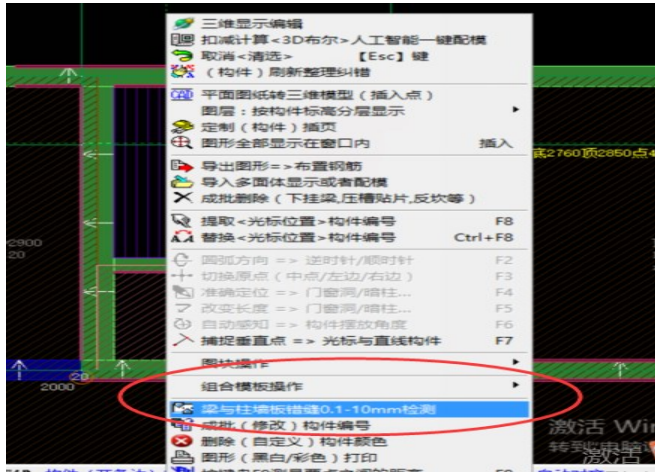 三维显示编辑
扣减计算<3D布尔>人工智能一键配模
取消<清选> 【Esc】键
(构件)刷新整理纠错
平面图纸转三维模型(插入点)
图层:按构件标高分层显示
定制(构件)插页
图形全部显示在窗口内 插入
底2760顶2850点4
导出图形=>布置钢筋
导入多面体显示或者配模
成批删除(下挂梁,压槽贴片,反坎等)
提取<光标位置>构件编号 F8
替换<光标位置>构件编号 Ctrl+F8
2900
20
圆弧方向 => 逆时针/顺时针 F2
切换原点(中点/左边/右边) F3
准确定位 => 门窗洞/暗柱... F4
改变长度 => 门窗洞/暗柱... F5
自动感知 => 构件摆放角度 F6
捕捉垂直点 => 光标与直线构件 F7
图块操作
20
2000
组合模板操作
梁与柱墙板错缝0.1-10mm检测
成批(修改)构件编号
激活 Win
删除(自定义)构件颜色
转到"电脑
激活
图形(黑白/彩色)打印
F9